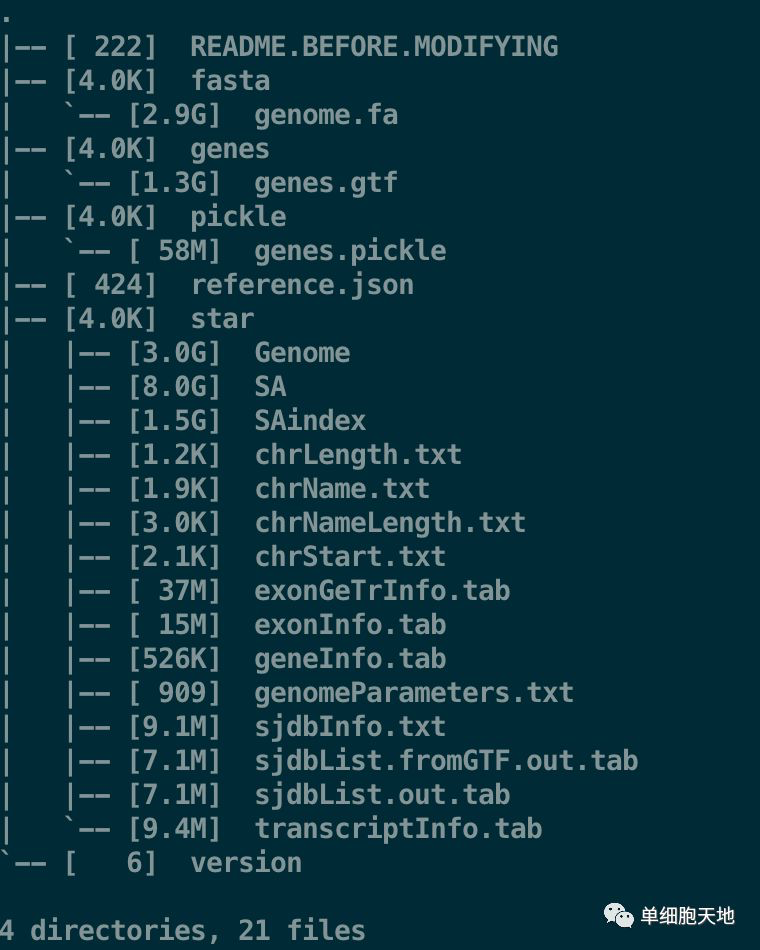 .
|-- [ 222]  README.BEFORE.MODIFYING
|-- [4.0K]  fasta
|   `-- [2.9G]  genome.fa
|-- [4.0K]  genes
|   `-- [1.3G]  genes.gtf
|-- [4.0K]  pickle
|   `-- [ 58M]  genes.pickle
|-- [ 424]  reference.json
|-- [4.0K]  star
|   |-- [3.0G]  Genome
|   |-- [8.0G]  SA
|   |-- [1.5G]  SAindex
|   |-- [1.2K]  chrLength.txt
|   |-- [1.9K]  chrName.txt
|   |-- [3.0K]  chrNameLength.txt
|   |-- [2.1K]  chrStart.txt
|   |-- [ 37M]  exonGeTrInfo.tab
|   |-- [ 15M]  exonInfo.tab
|   |-- [526K]  geneInfo.tab
|   |-- [ 909]  genomeParameters.txt
|   |-- [9.1M]  sjdbInfo.txt
|   |-- [7.1M]  sjdbList.fromGTF.out.tab
|   |-- [7.1M]  sjdbList.out.tab
|   `-- [9.4M]  transcriptInfo.tab
`-- [   6]  version
4 directories, 21 files
单细胞天地